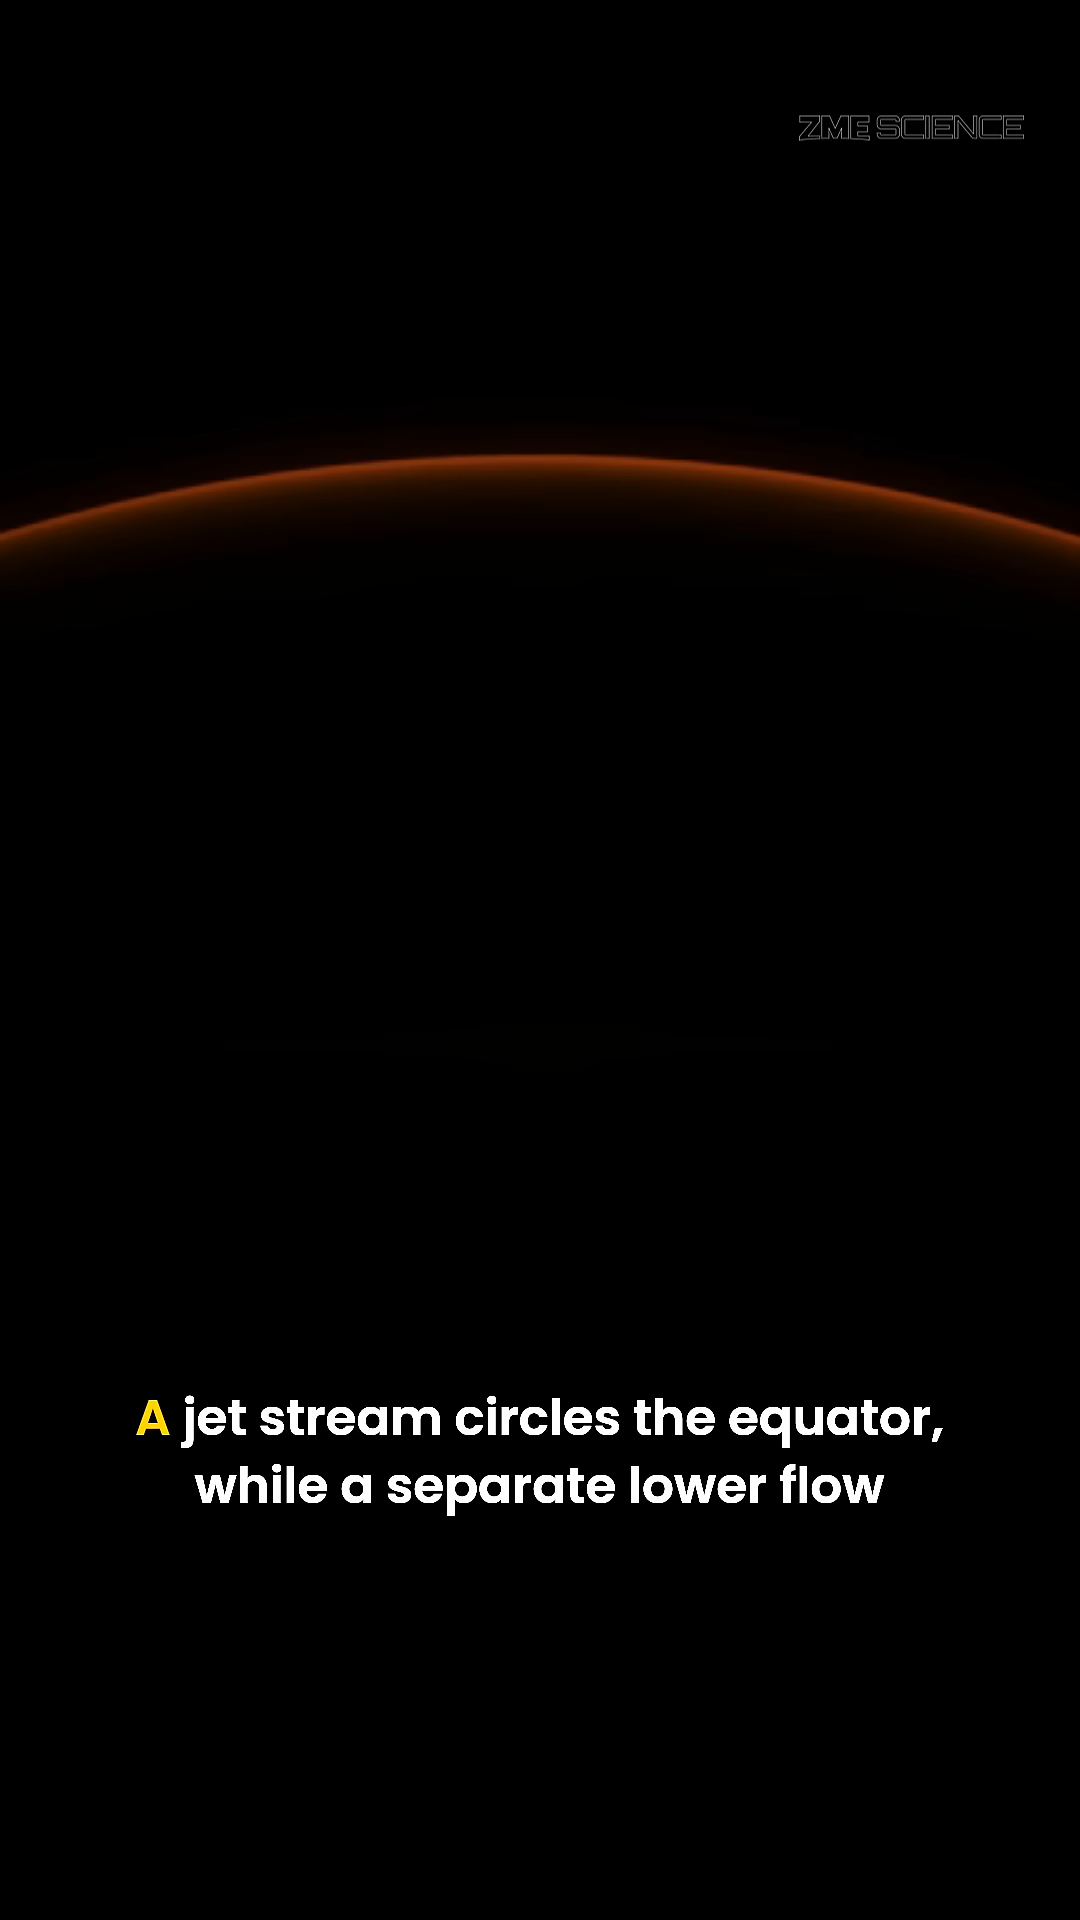 ZME SCIENCE
A jet stream circles the equator,
while a separate lower flow